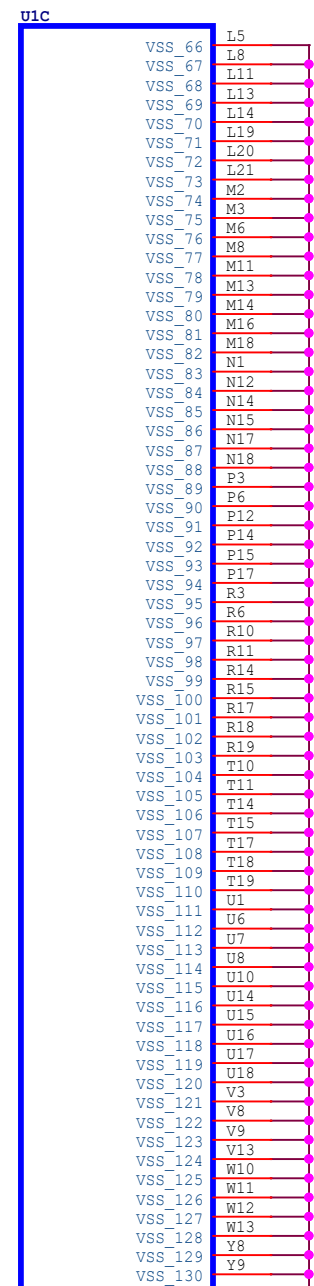 U1C
VSS_66 L5
VSS_67 L8
VSS_68 L11
VSS_69 L13
VSS_70 L14
VSS_71 L19
VSS_72 L20
VSS_73 L21
VSS_74 M2
VSS_75 M3
VSS_76 M6
VSS_77 M8
VSS_78 M11
VSS_79 M13
VSS_80 M14
VSS_81 M16
VSS_82 M18
VSS_83 N1
VSS_84 N12
VSS_85 N14
VSS_86 N15
VSS_87 N17
VSS_88 N18
VSS_89 P3
VSS_90 P6
VSS_91 P12
VSS_92 P14
VSS_93 P15
VSS_94 P17
VSS_95 R3
VSS_96 R6
VSS_97 R10
VSS_98 R11
VSS_99 R14
VSS_100 R15
VSS_101 R17
VSS_102 R18
VSS_103 R19
VSS_104 T10
VSS_105 T11
VSS_106 T14
VSS_107 T15
VSS_108 T17
VSS_109 T18
VSS_110 T19
VSS_111 U1
VSS_112 U6
VSS_113 U7
VSS_114 U8
VSS_115 U10
VSS_116 U14
VSS_117 U15
VSS_118 U16
VSS_119 U17
VSS_120 U18
VSS_121 V3
VSS_122 V8
VSS_123 V9
VSS_124 V13
VSS_125 W10
VSS_126 W11
VSS_127 W12
VSS_128 W13
VSS_129 Y8
VSS_130 Y9